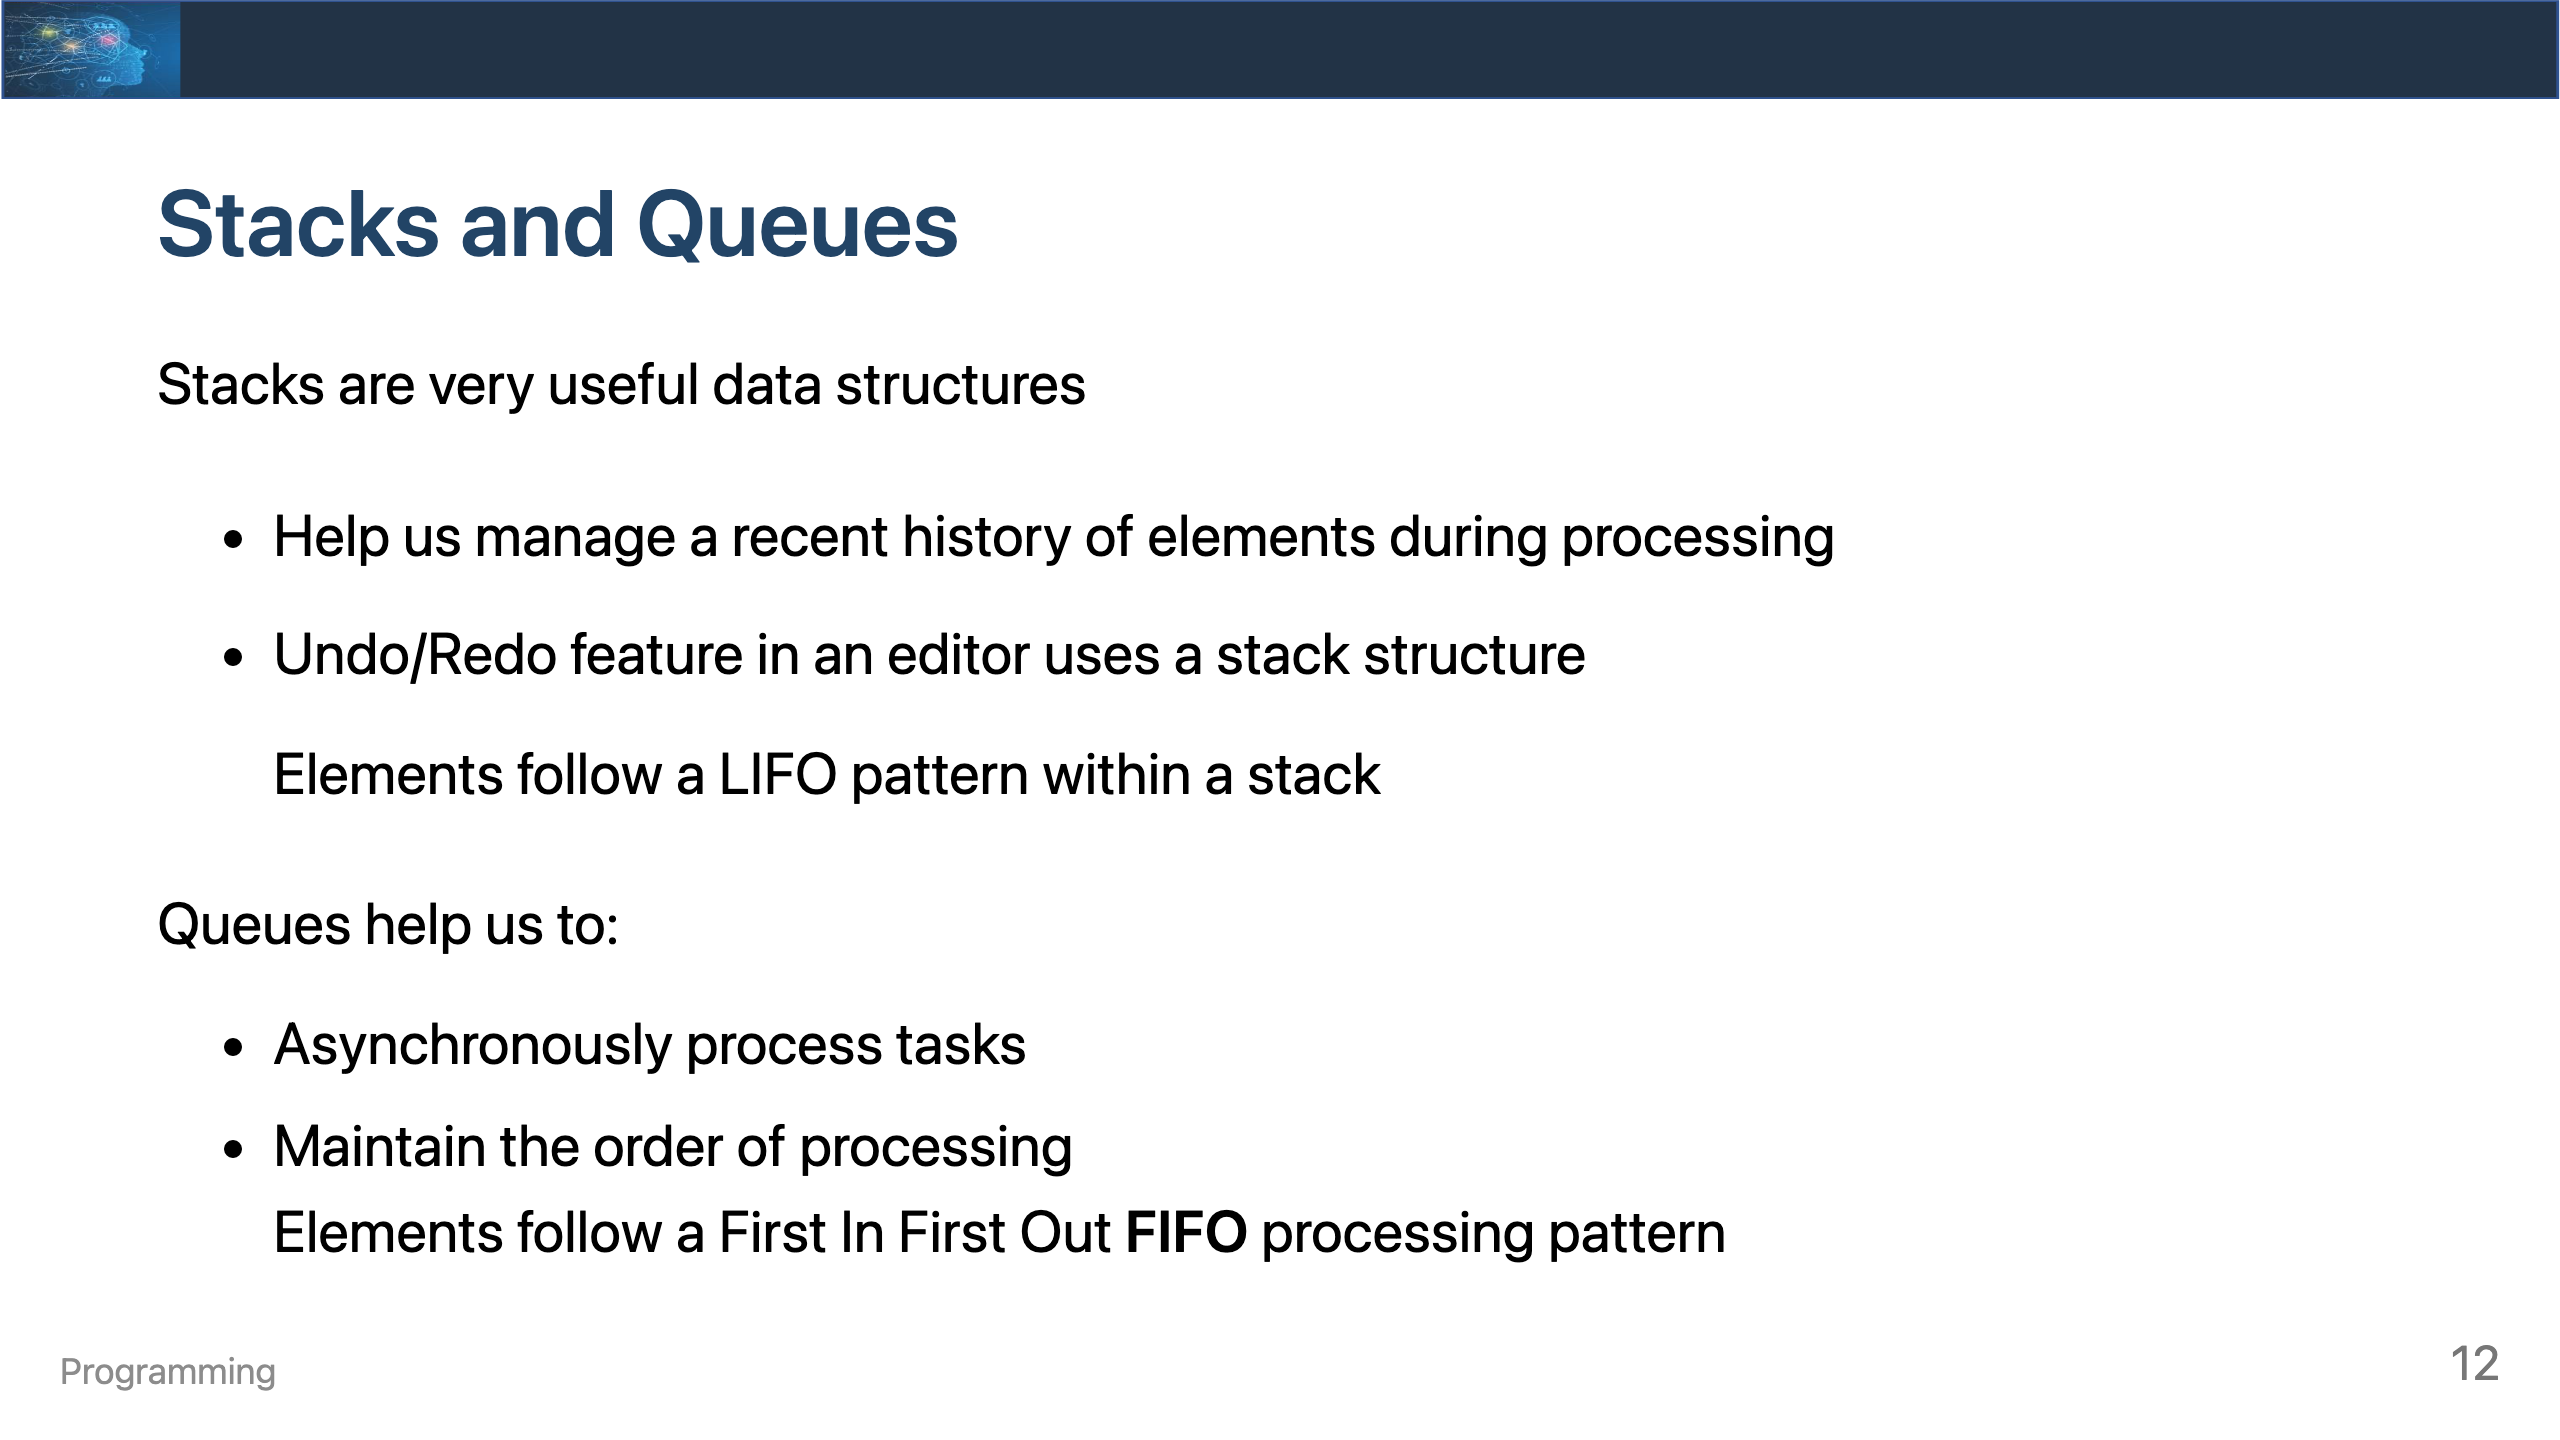 Stacks and Queues
Stacks are very useful data structures
• Help us manage a recent history of elements during processing
• Undo/Redo feature in an editor uses a stack structure
Elements follow a LIFO pattern within a stack
Queues help us to:
• Asynchronously process tasks
• Maintain the order of processing
Elements follow a First In First Out FIFO processing pattern
Programming
12